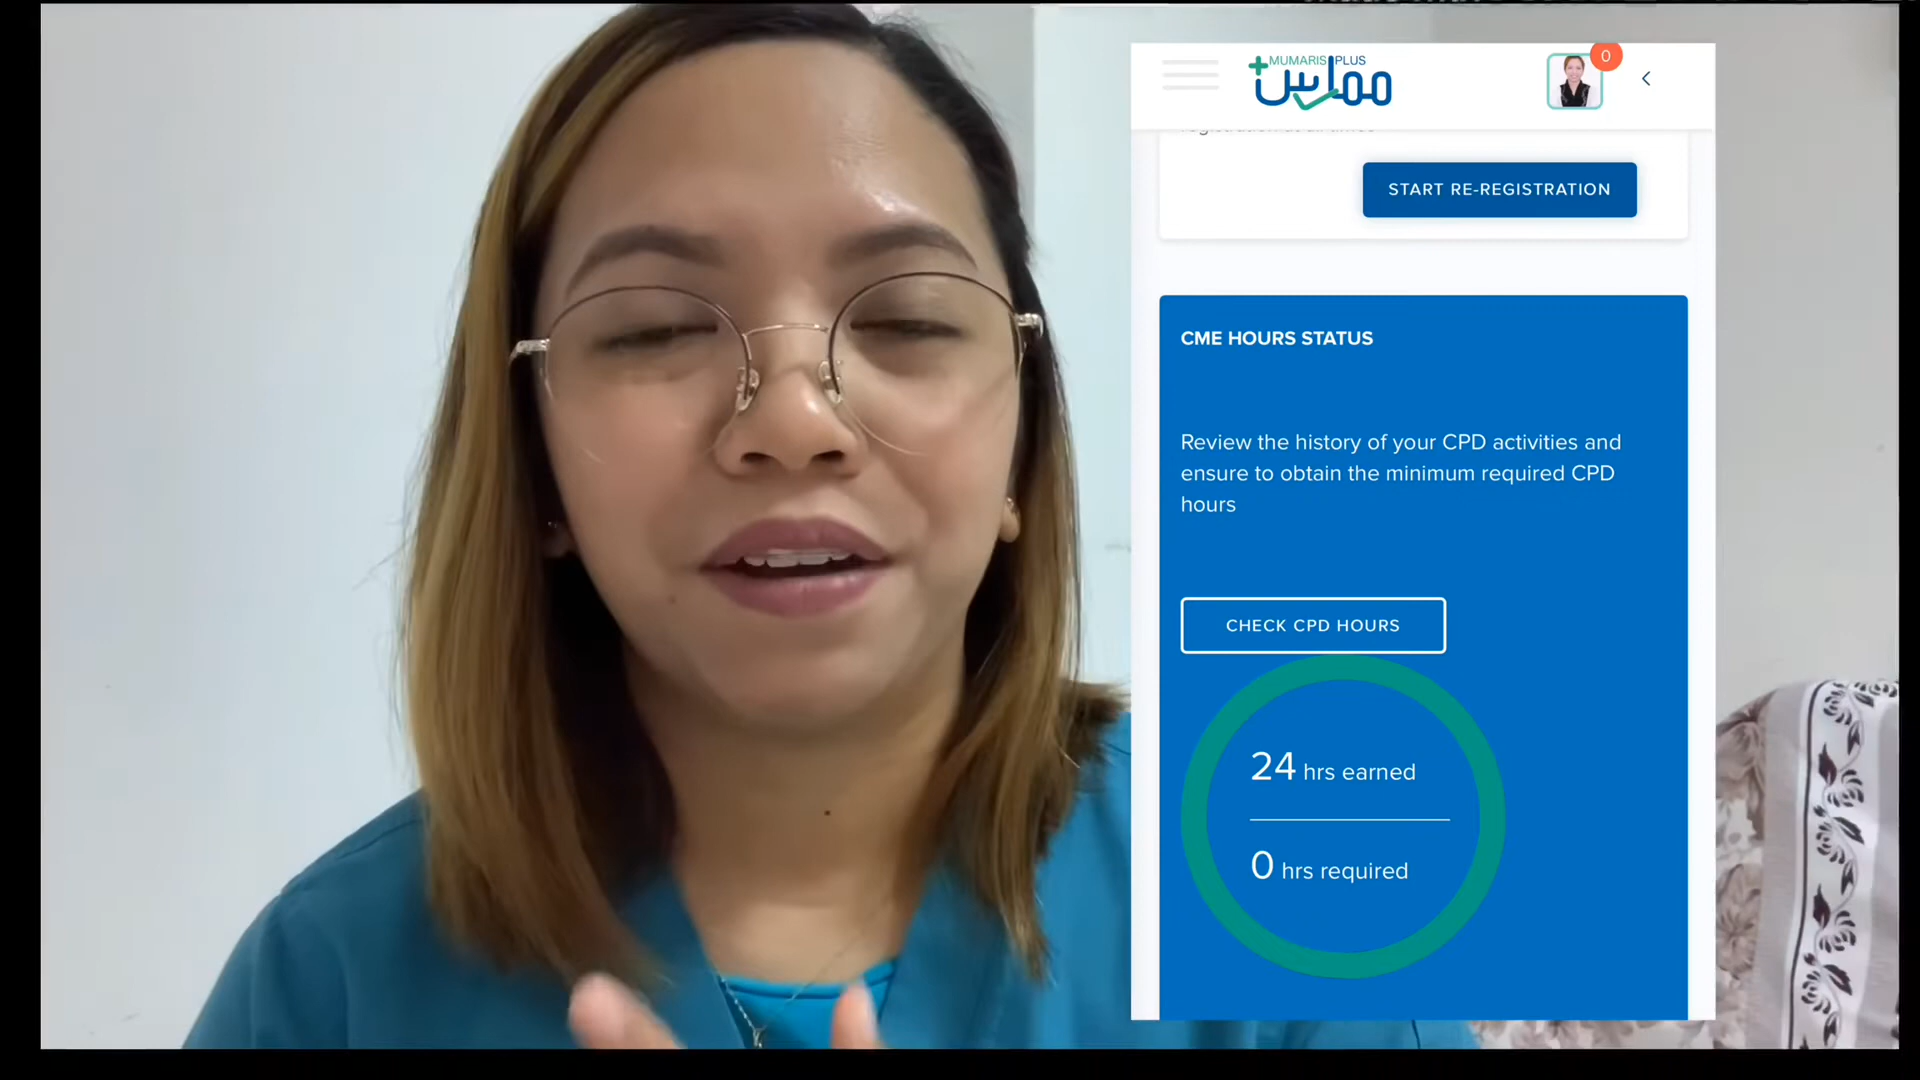 MUMARIS PLUS
ممارس
0
START RE-REGISTRATION
CME HOURS STATUS
Review the history of your CPD activities and
ensure to obtain the minimum required CPD
hours
CHECK CPD HOURS
24 hrs earned
0 hrs required